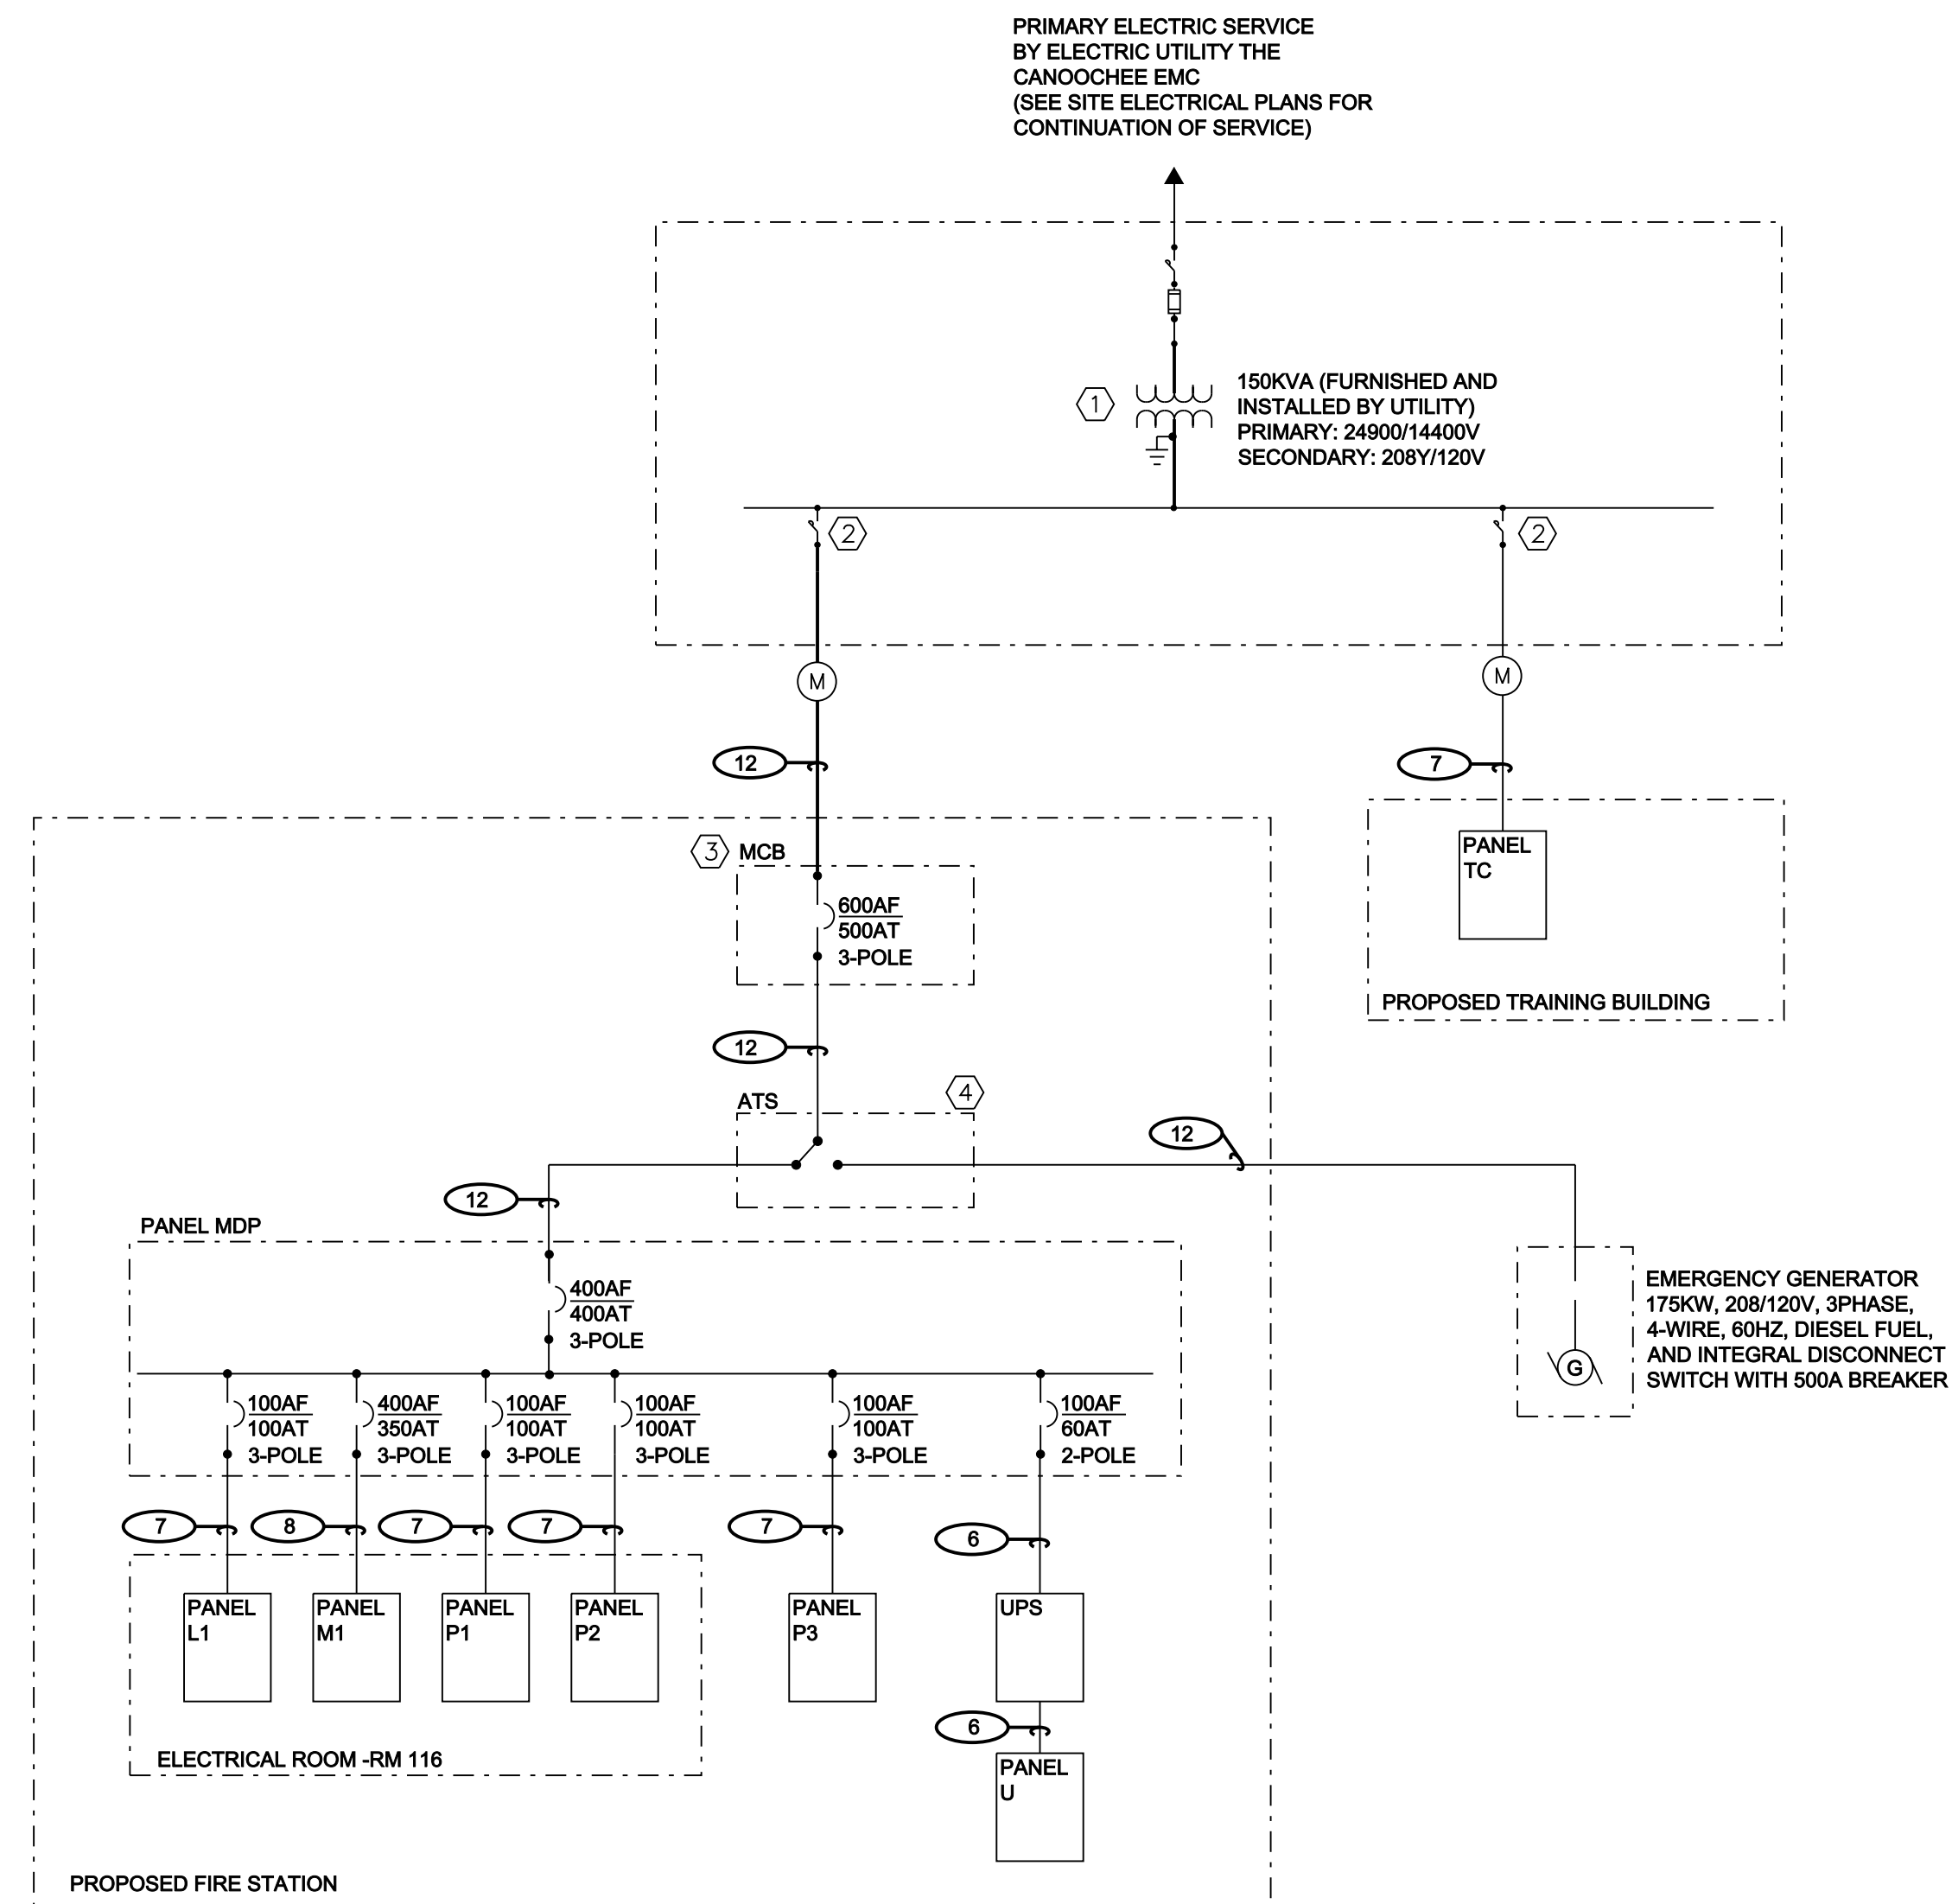 PRIMARY ELECTRIC SERVICE
BY ELECTRIC UTILITY THE
CANOOCHEE EMC
(SEE SITE ELECTRICAL PLANS FOR
CONTINUATION OF SERVICE)
1
150KVA (FURNISHED AND
INSTALLED BY UTILITY)
PRIMARY: 24900/14400V
SECONDARY: 208Y/120V
2
2
M
M
12
7
3
MCB
600AF
500AT
3-POLE
PANEL
TC
PROPOSED TRAINING BUILDING
12
ATS
4
12
12
PANEL MDP
400AF
400AT
3-POLE
EMERGENCY GENERATOR
175KW, 208/120V, 3PHASE,
4-WIRE, 60HZ, DIESEL FUEL,
AND INTEGRAL DISCONNECT
SWITCH WITH 500A BREAKER
G
100AF
100AT
3-POLE
400AF
350AT
3-POLE
100AF
100AT
3-POLE
100AF
100AT
3-POLE
100AF
100AT
3-POLE
100AF
60AT
2-POLE
7
8
7
7
7
6
PANEL
L1
PANEL
M1
PANEL
P1
PANEL
P2
PANEL
P3
UPS
6
ELECTRICAL ROOM -RM 116
PANEL
U
PROPOSED FIRE STATION